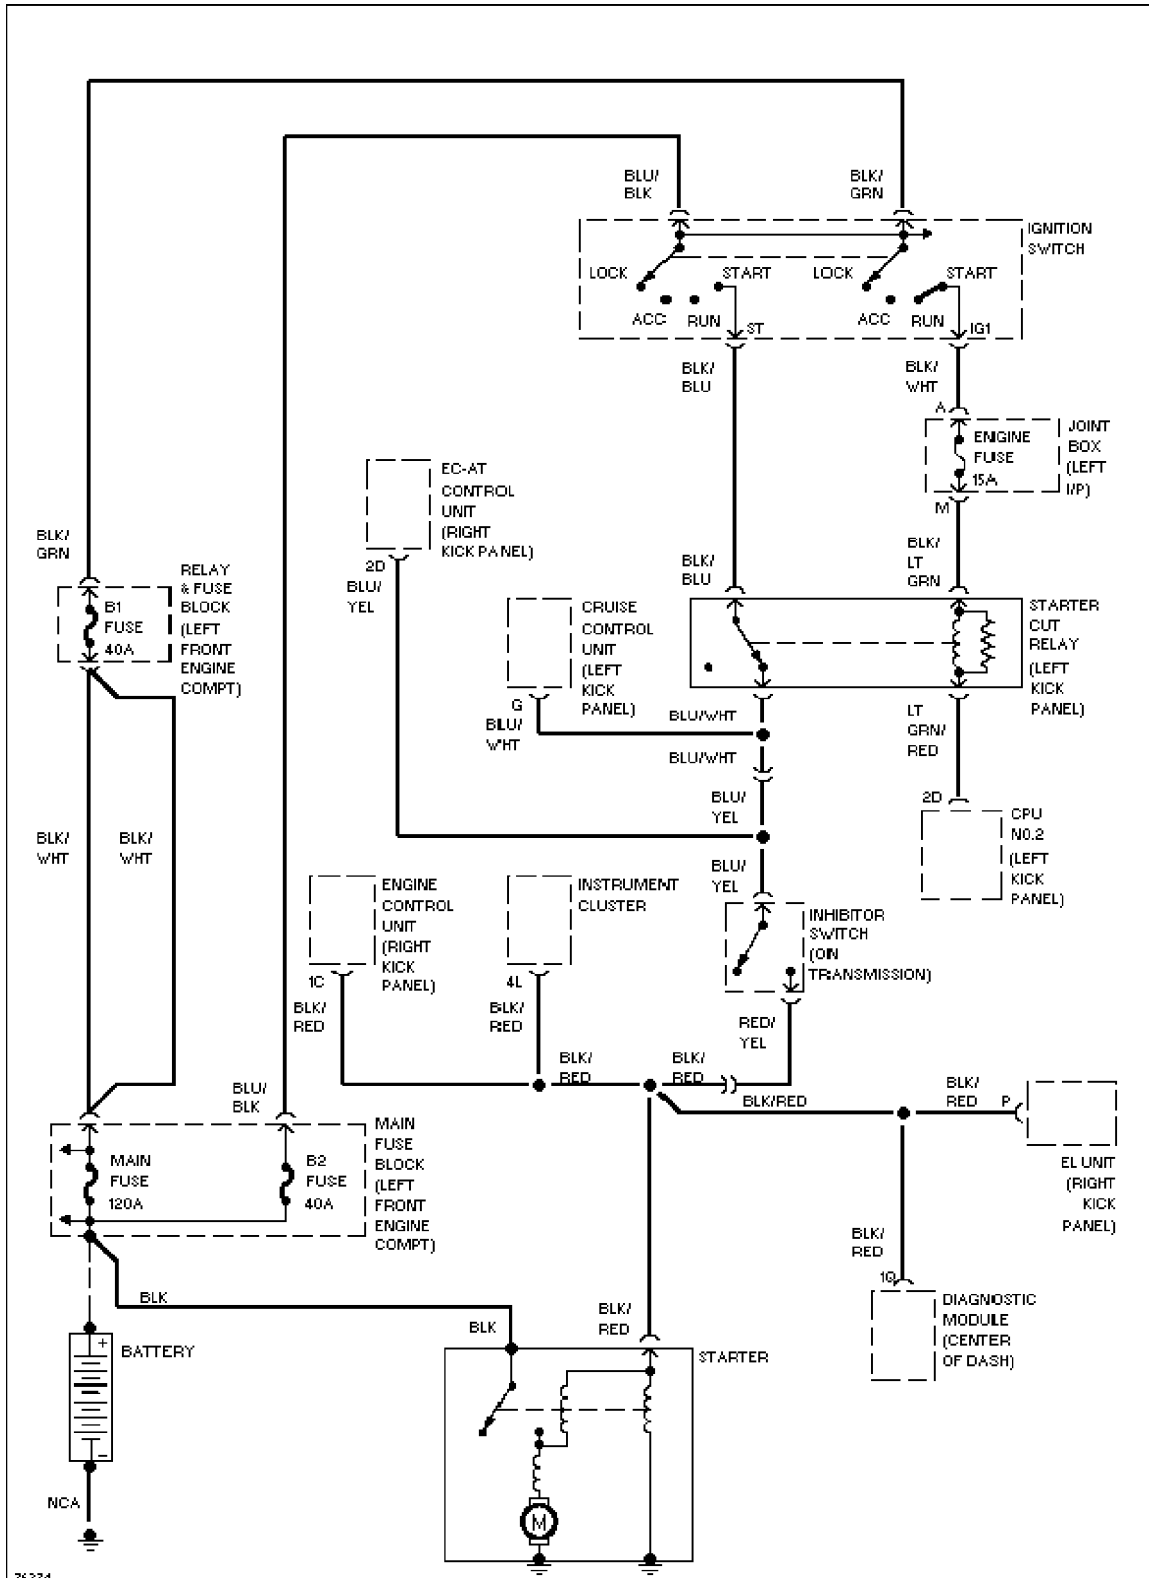 BLU/
BLK
BLK/
GRN
IGNITION
SWITCH
LOCK
START
LOCK
START
ACC
RUN
ST
ACC
RUN
IG1
BLK/
BLU
BLK/
WHT
A
ENGINE
FUSE
15A
JOINT
BOX
(LEFT
I/P)
M
EC-AT
CONTROL
UNIT
(RIGHT
KICK PANEL)
2D
BLU/
YEL
BLK/
GRN
BLK/
BLU
BLK/
LT
GRN
RELAY
& FUSE
BLOCK
(LEFT
FRONT
ENGINE
COMPT)
B1
FUSE
40A
CRUISE
CONTROL
UNIT
(LEFT
KICK
PANEL)
G
BLU/
WHT
STARTER
CUT
RELAY
(LEFT
KICK
PANEL)
BLU/WHT
BLU/WHT
LT
GRN/
RED
BLU/
YEL
2D
CPU
NO.2
(LEFT
KICK
PANEL)
BLK/
WHT
BLK/
WHT
BLU/
YEL
ENGINE
CONTROL
UNIT
(RIGHT
KICK
PANEL)
1C
BLK/
RED
INSTRUMENT
CLUSTER
4L
BLK/
RED
INHIBITOR
SWITCH
(ON
TRANSMISSION)
RED/
YEL
BLK/
RED
BLK/
RED
BLK/RED
BLK/
RED
P
EL UNIT
(RIGHT
KICK
PANEL)
BLU/
BLK
MAIN
FUSE
120A
B2
FUSE
40A
MAIN
FUSE
BLOCK
(LEFT
FRONT
ENGINE
COMPT)
BLK/
RED
1Q
DIAGNOSTIC
MODULE
(CENTER
OF DASH)
BLK
BLK
BLK/
RED
STARTER
+
BATTERY
−
M
NCA